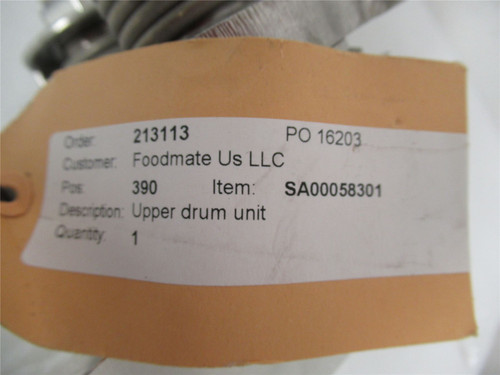 Order: 213113 PO 16203
Customer: Foodmate Us LLC
Pos: 390 Item: SA00058301
Description: Upper drum unit
Quantity: 1